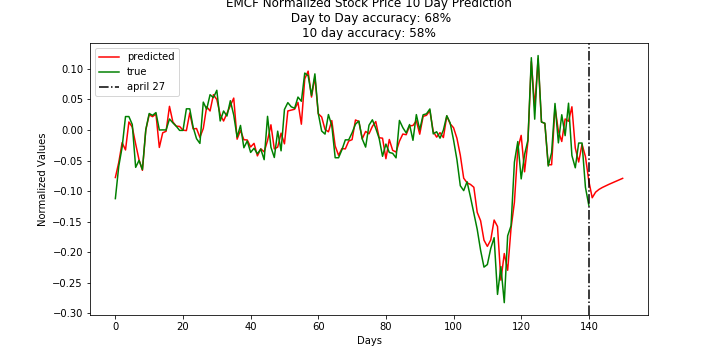 EMCF Normalized Stock Price 10 Day Prediction
Day to Day accuracy: 68%
10 day accuracy: 58%
predicted
true
april 27
0.10
0.05
0.00
−0.05
−0.10
−0.15
−0.20
−0.25
−0.30
Normalized Values
0 20 40 60 80 100 120 140
Days